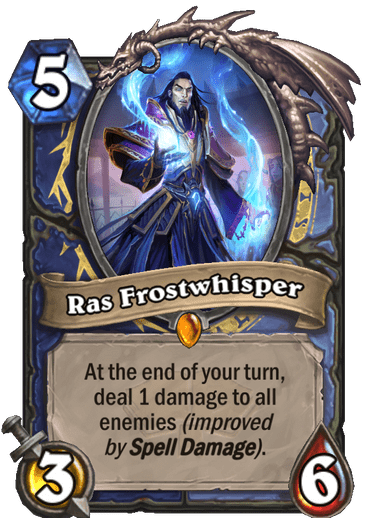 5
Ras Frostwhisper
At the end of your turn,
deal 1 damage to all
enemies (improved
by Spell Damage).
3
6